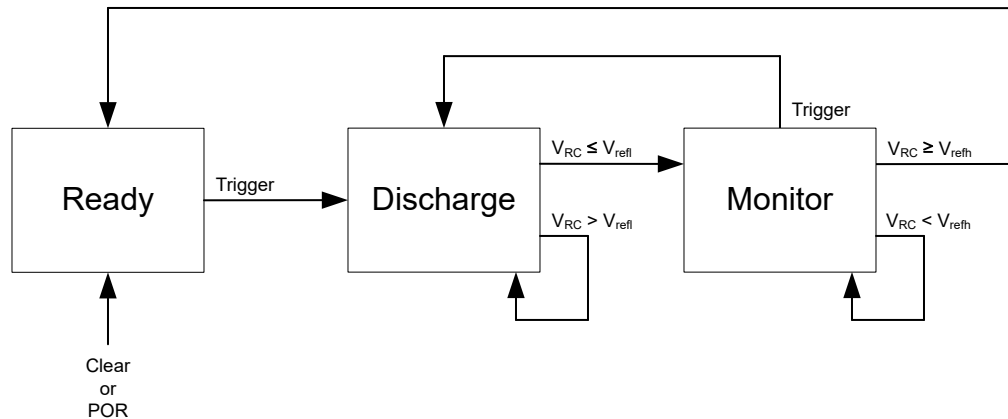 Trigger
Ready
Trigger
Discharge
V_RC ≤ V_refl
V_RC > V_refl
Monitor
V_RC ≥ V_refh
V_RC < V_refh
Clear
or
POR